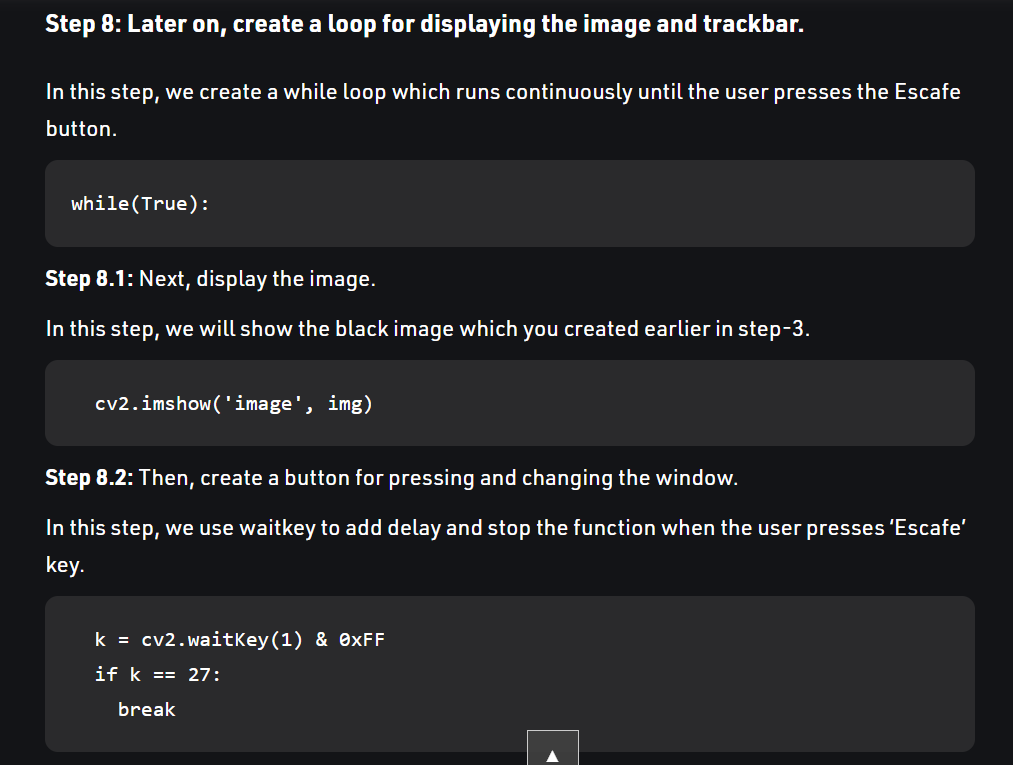 Step 8: Later on, create a loop for displaying the image and trackbar.
In this step, we create a while loop which runs continuously until the user presses the Escafe
button.
while(True):
Step 8.1: Next, display the image.
In this step, we will show the black image which you created earlier in step-3.
cv2.imshow('image', img)
Step 8.2: Then, create a button for pressing and changing the window.
In this step, we use waitkey to add delay and stop the function when the user presses ‘Escafe’
key.
k = cv2.waitKey(1) & 0xFF
if k == 27:
break